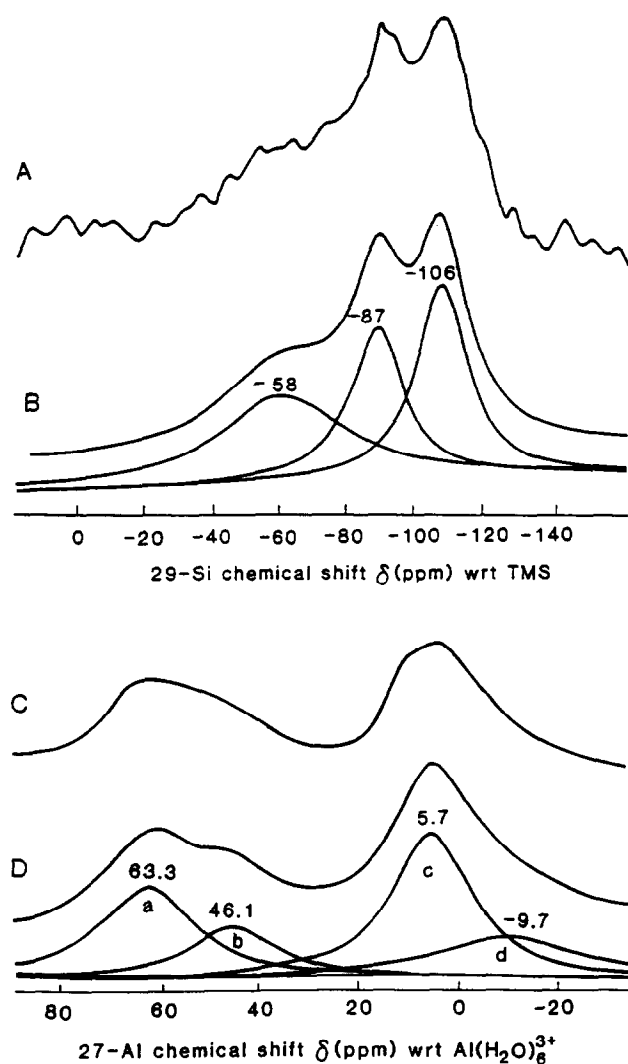 A
-106
-87
-58
B
0 -20 -40 -60 -80 -100 -120 -140
29-Si chemical shift δ(ppm) wrt TMS
C
5.7
D
63.3
c
a
46.1
-9.7
b
d
80 60 40 20 0 -20
27-Al chemical shift δ(ppm) wrt Al(H₂O)₆³⁺